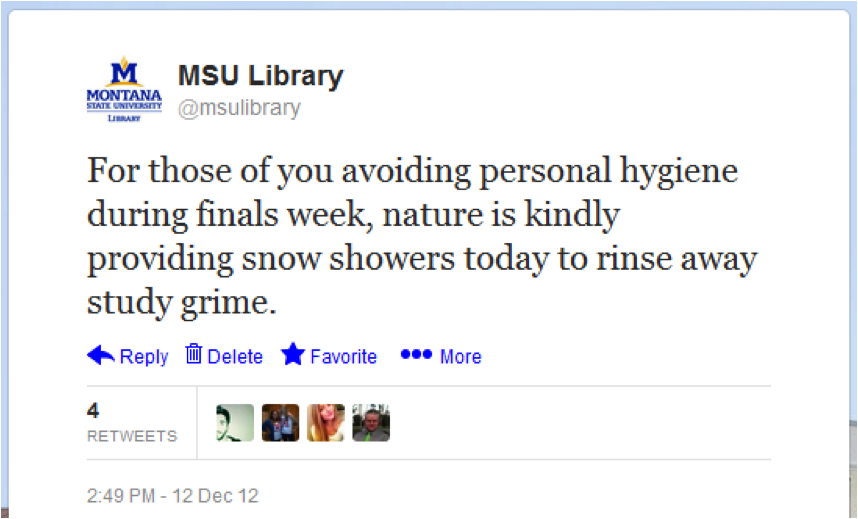 MSU Library
M
MONTANA
STATE UNIVERSITY
LIBRARY
@msulibrary
For those of you avoiding personal hygiene
during finals week, nature is kindly
providing snow showers today to rinse away
study grime.
Reply Delete Favorite More
4
RETWEETS
2:49 PM - 12 Dec 12